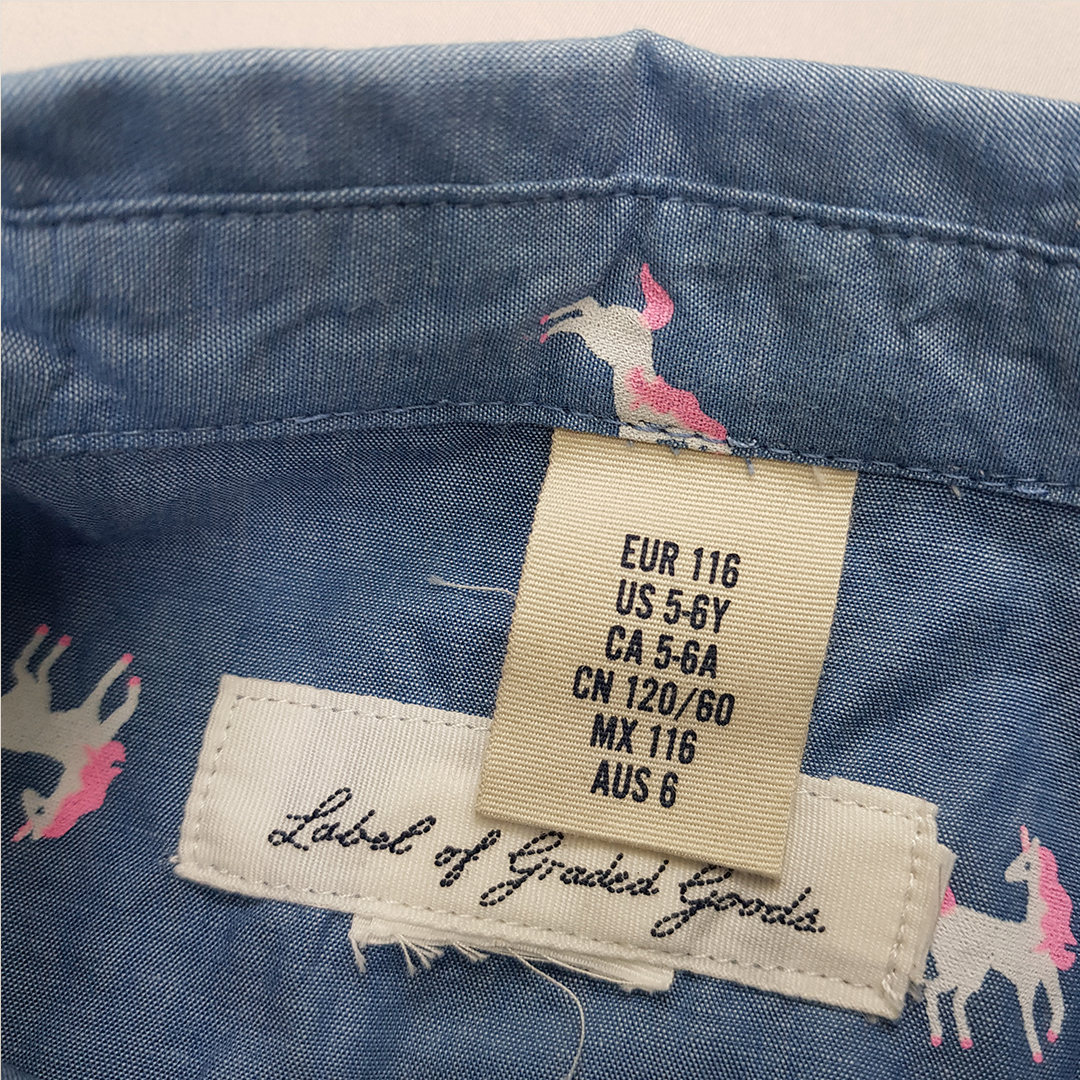 EUR 116
US 5-6Y
CA 5-6A
CN 120/60
MX 116
AUS 6
Label of Graded Goods.